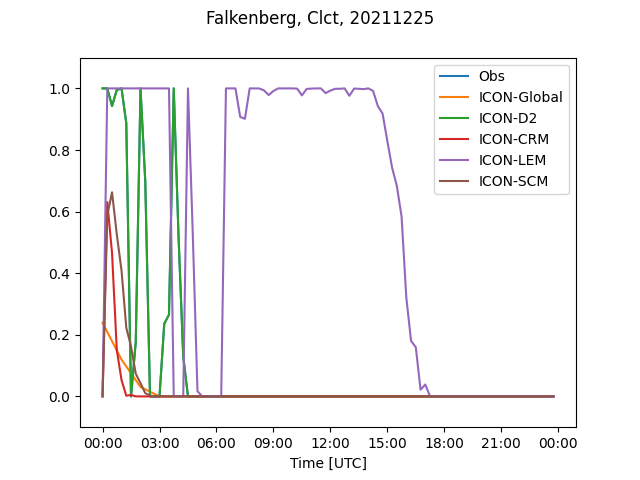 Falkenberg, Clct, 20211225
1.0
0.8
0.6
0.4
0.2
0.0
Obs
ICON-Global
ICON-D2
ICON-CRM
ICON-LEM
ICON-SCM
00:00 03:00 06:00 09:00 12:00 15:00 18:00 21:00 00:00
Time [UTC]